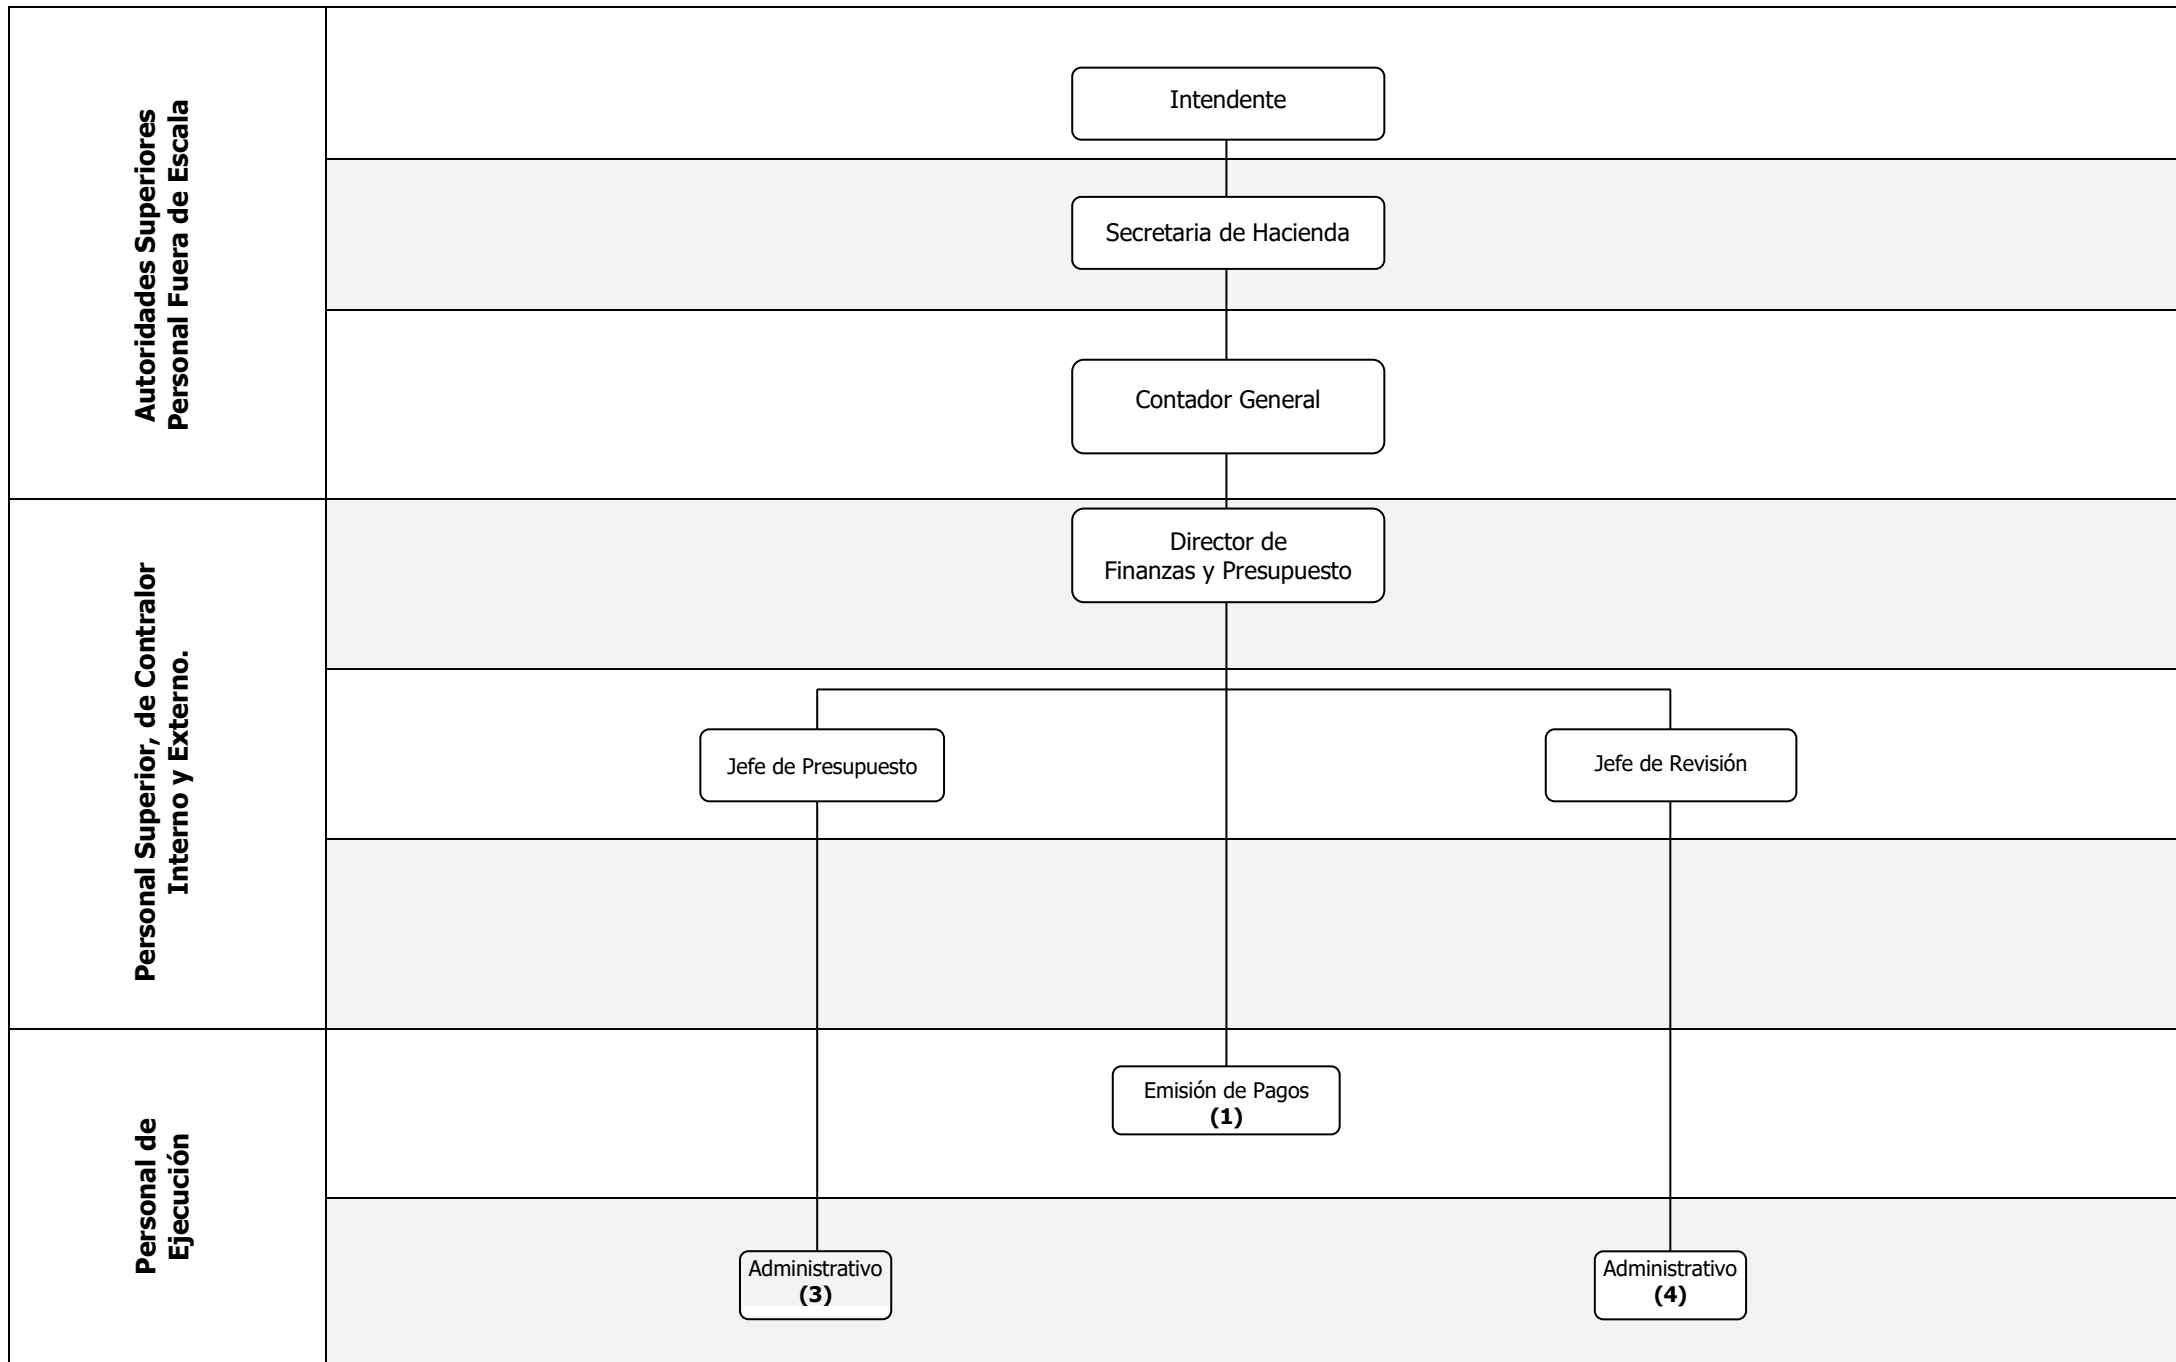 Autoridades Superiores
Personal Fuera de Escala
Intendente
Secretaria de Hacienda
Contador General
Personal Superior, de Contralor
Interno y Externo.
Director de
Finanzas y Presupuesto
Jefe de Presupuesto
Jefe de Revisión
Personal de
Ejecución
Emisión de Pagos
(1)
Administrativo
(3)
Administrativo
(4)